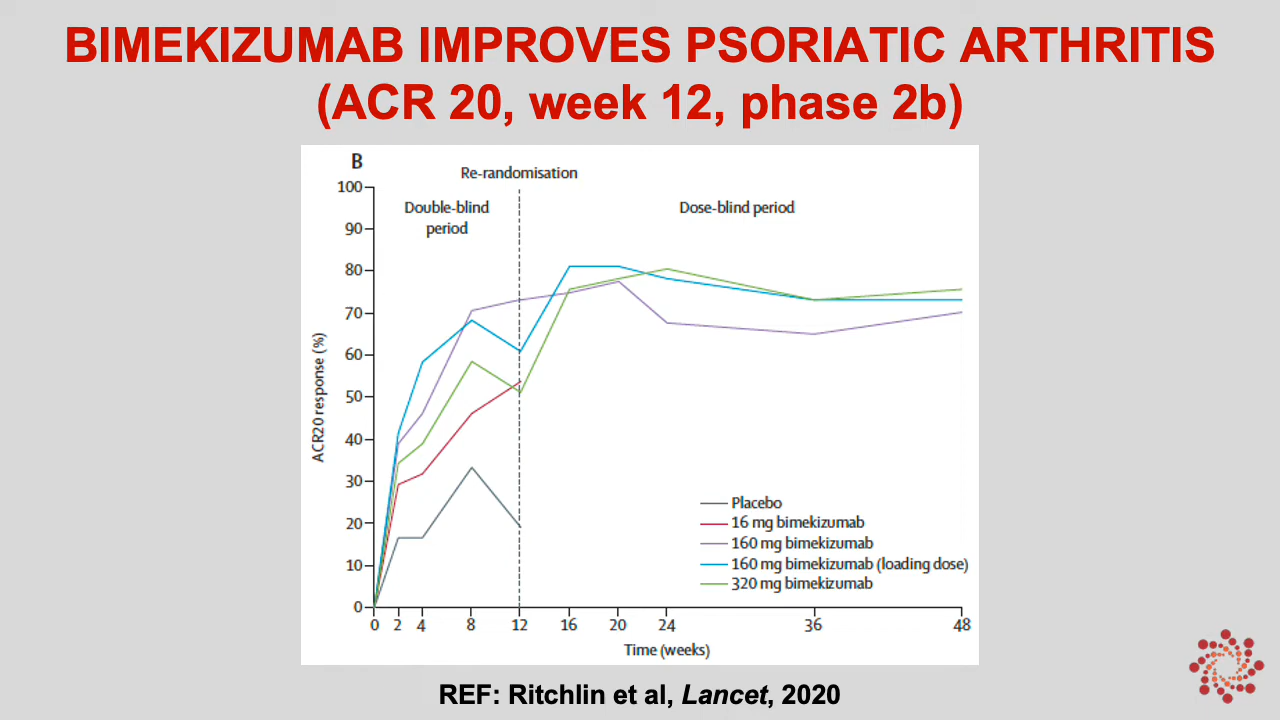 BIMEKIZUMAB IMPROVES PSORIATIC ARTHRITIS
(ACR 20, week 12, phase 2b)
B
Re-randomisation
Double-blind
period
Dose-blind period
100
90
80
70
60
50
40
30
20
10
0
ACR20 response (%)
Placebo
16 mg bimekizumab
160 mg bimekizumab
160 mg bimekizumab (loading dose)
320 mg bimekizumab
0 2 4 8 12 16 20 24 36 48
Time (weeks)
REF: Ritchlin et al, Lancet, 2020